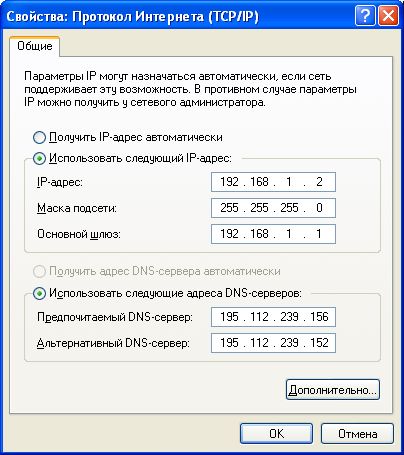 Свойства: Протокол Интернета (TCP/IP)
Общие
Параметры IP могут назначаться автоматически, если сеть
поддерживает эту возможность. В противном случае параметры
IP можно получить у сетевого администратора.
Получить IP-адрес автоматически
Использовать следующий IP-адрес:
IP-адрес: 192 . 168 . 1 . 2
Маска подсети: 255 . 255 . 255 . 0
Основной шлюз: 192 . 168 . 1 . 1
Получить адрес DNS-сервера автоматически
Использовать следующие адреса DNS-серверов:
Предпочитаемый DNS-сервер: 195 . 112 . 239 . 156
Альтернативный DNS-сервер: 195 . 112 . 239 . 152
Дополнительно...
OK Отмена